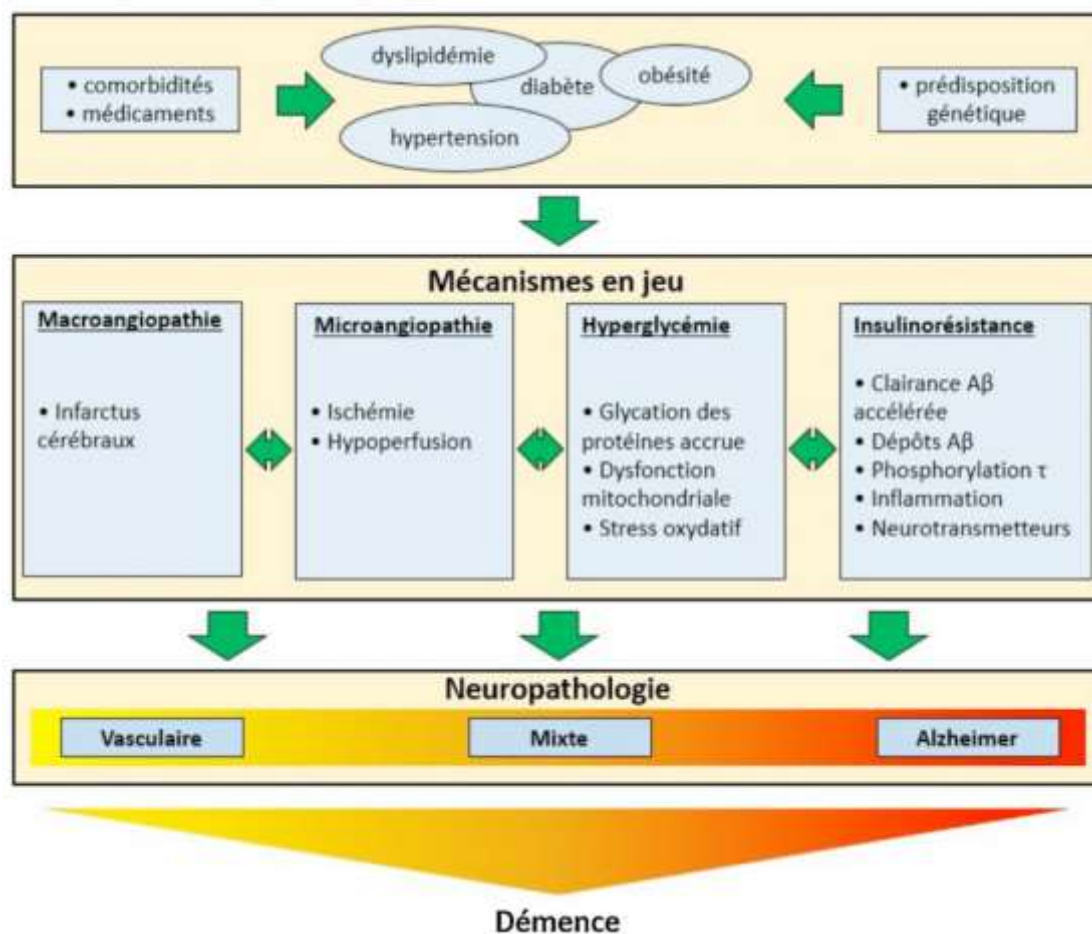 dyslipidémie
• comorbidités
• médicaments
diabète
obésité
• prédisposition
génétique
hypertension
Mécanismes en jeu
Macroangiopathie
• Infarctus
cérébraux
Microangiopathie
• Ischémie
• Hypoperfusion
Hyperglycémie
• Glycation des
protéines accrue
• Dysfonction
mitochondriale
• Stress oxydatif
Insulinorésistance
• Clairance Aβ
accélérée
• Dépôts Aβ
• Phosphorylation τ
• Inflammation
• Neurotransmetteurs
Neuropathologie
Vasculaire
Mixte
Alzheimer
Démence